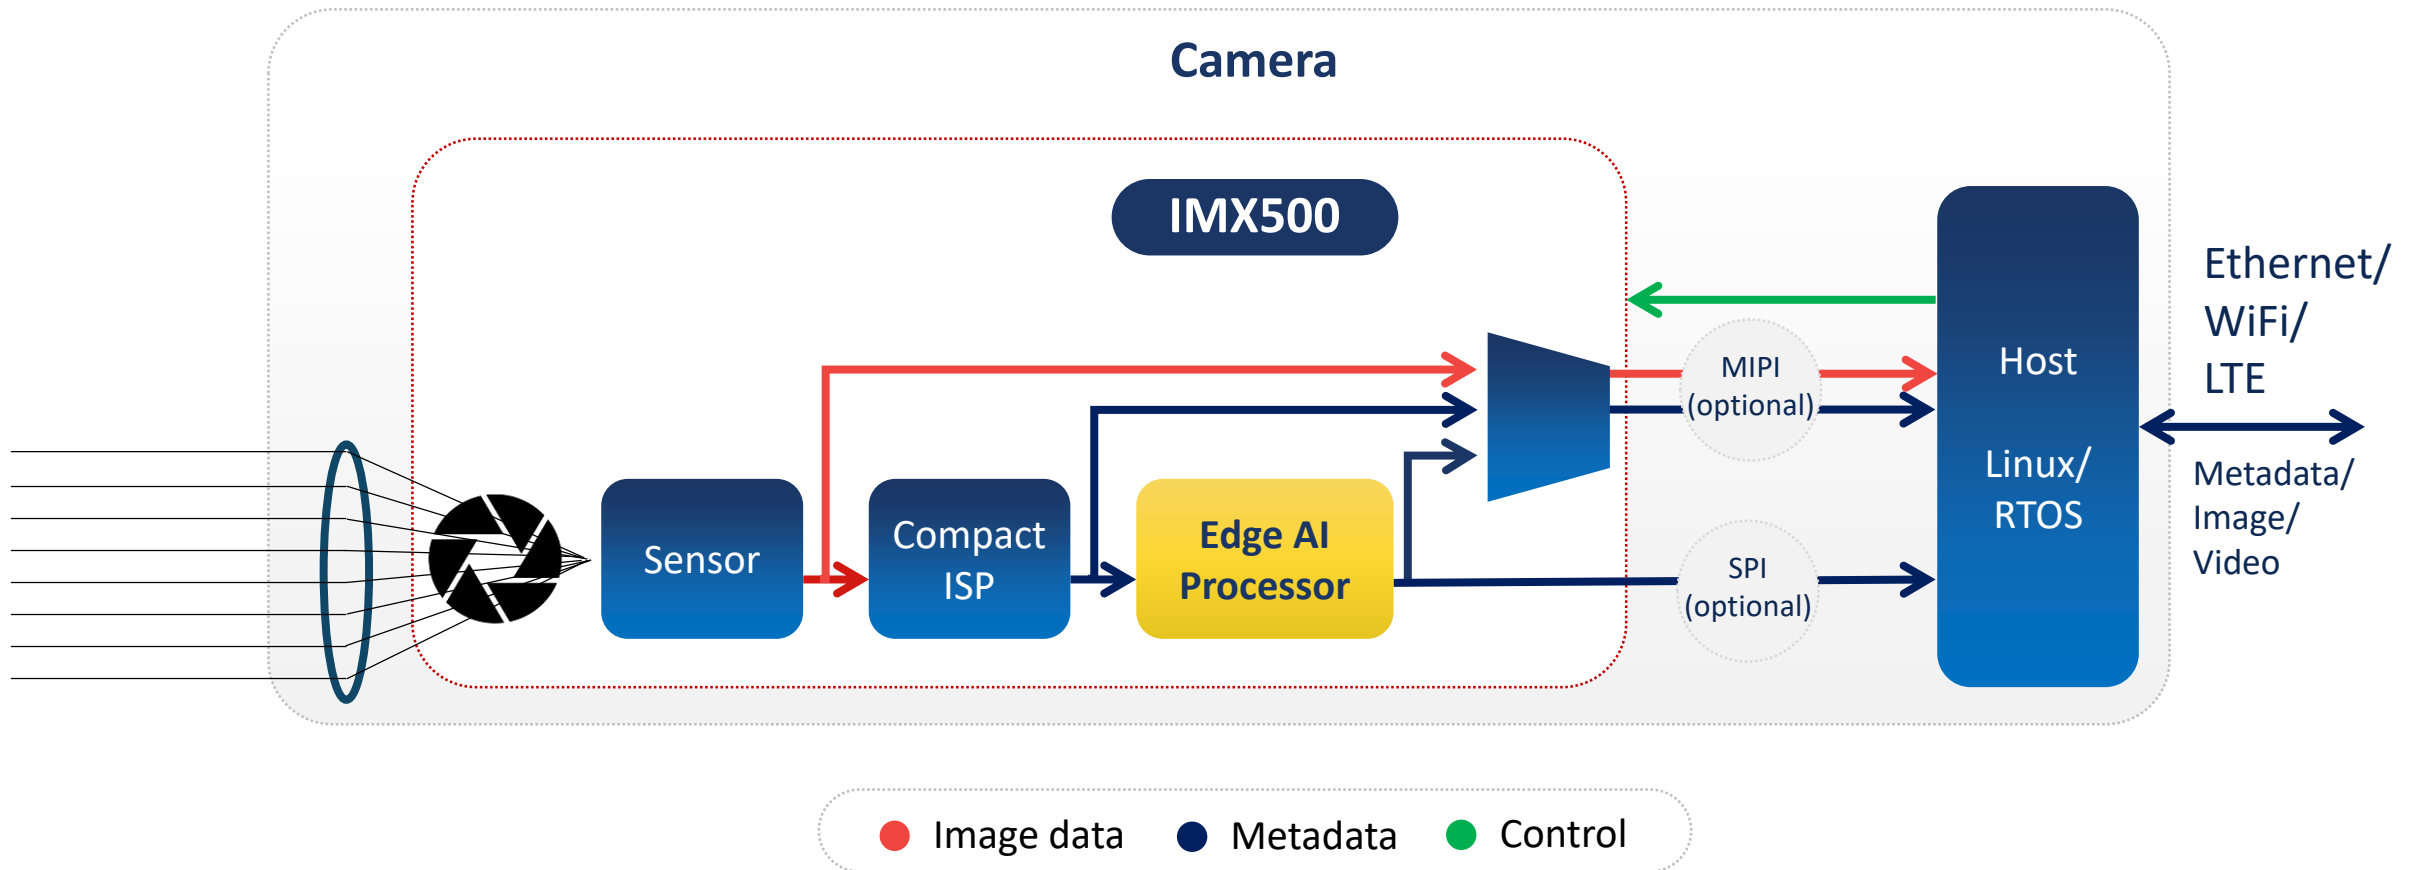 Camera
IMX500
Sensor
Compact
ISP
Edge AI
Processor
MIPI
(optional)
SPI
(optional)
Host
Linux/
RTOS
Ethernet/
WiFi/
LTE
Metadata/
Image/
Video
Image data
Metadata
Control